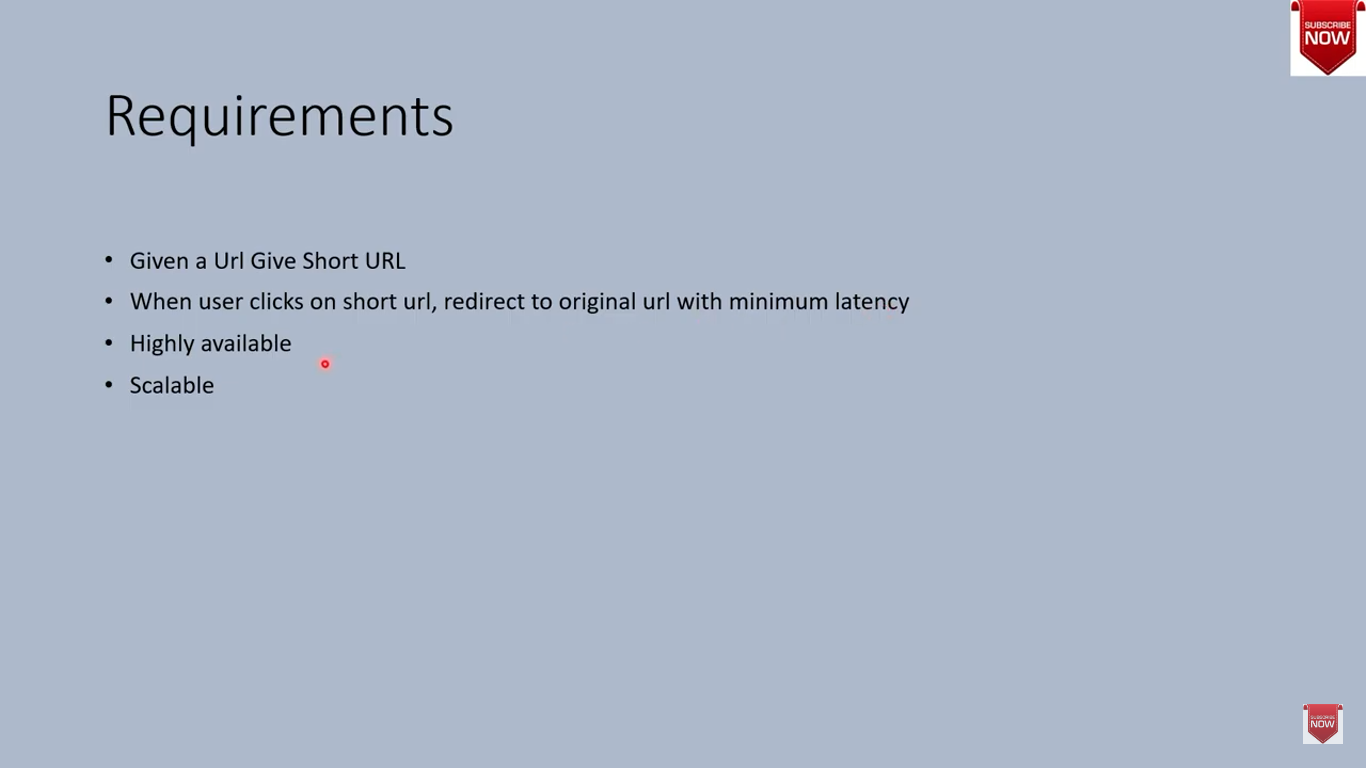 SUBSCRIBE
NOW
Requirements
• Given a Url Give Short URL
• When user clicks on short url, redirect to original url with minimum latency
• Highly available
• Scalable
SUBSCRIBE
NOW